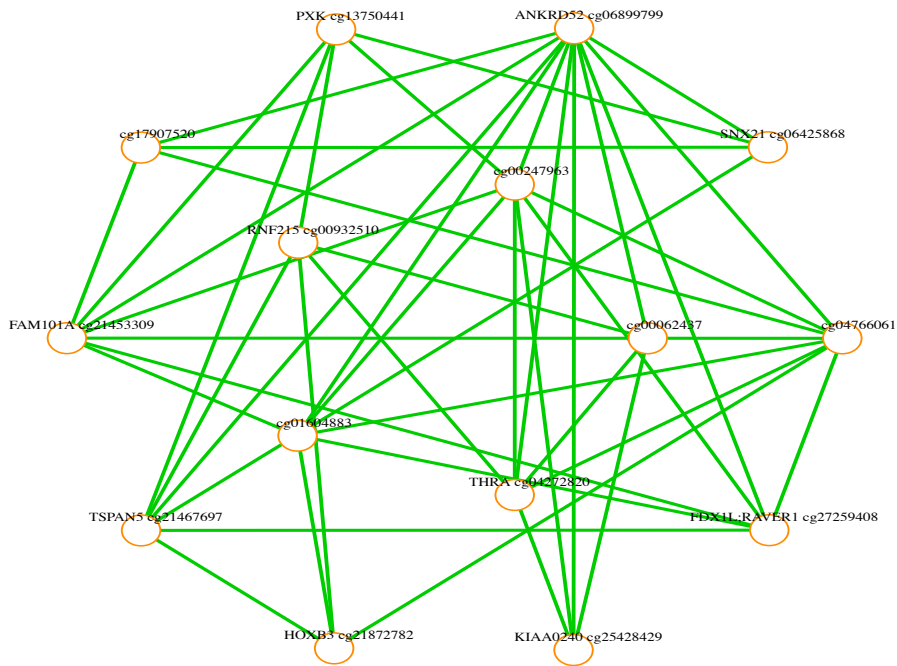 PXK cg13750441
ANKRD52 cg06899799
cg17907520
SNX21 cg06425868
cg00247963
RNF215 cg00932510
FAM101A cg21453309
cg00062437
cg04766061
cg01604883
THRA cg04272820
TSPAN5 cg21467697
FDX1L;RAVER1 cg27259408
HOXB3 cg21872782
KIAA0240 cg25428429